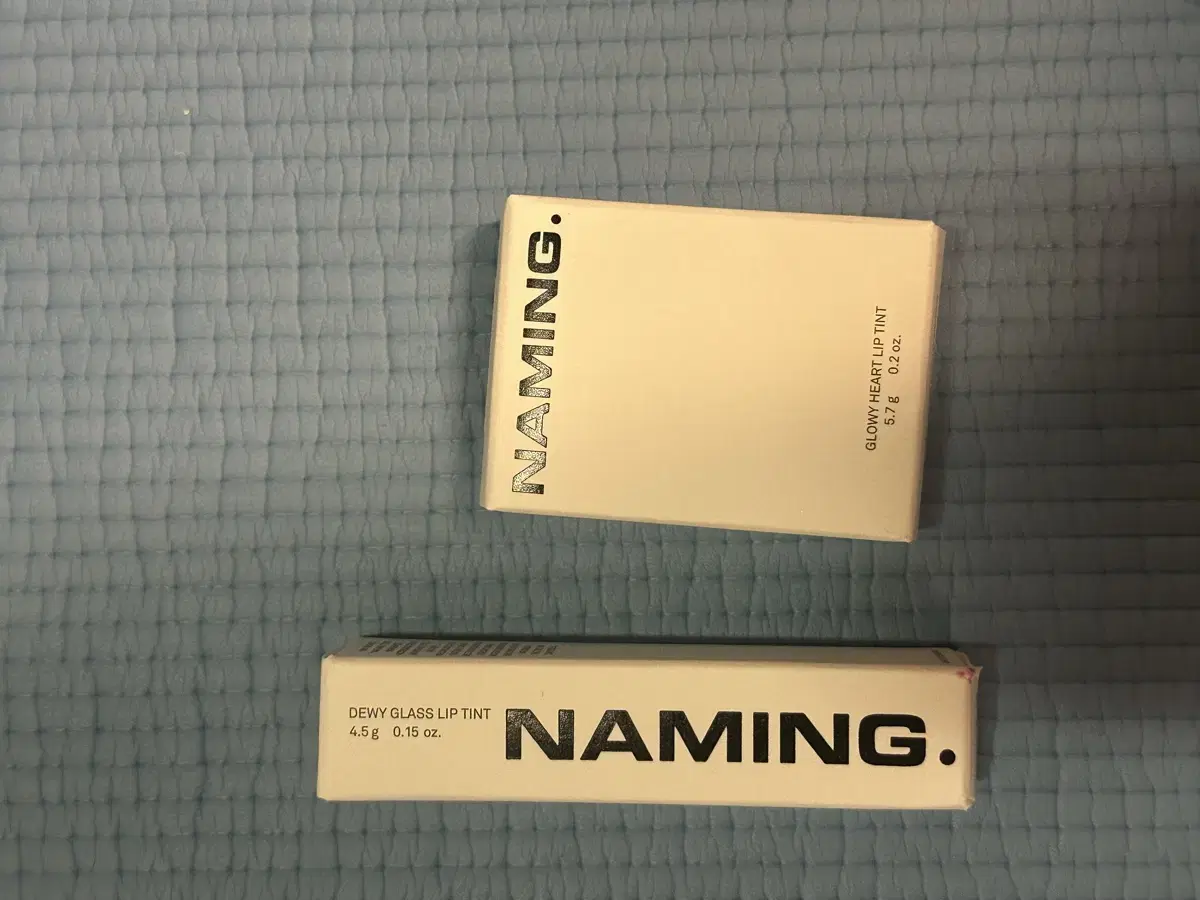 NAMING.
GLOWY HEART LIP TINT
5.7 g 0.2 oz.
DEWY GLASS LIP TINT
4.5 g 0.15 oz.
NAMING.